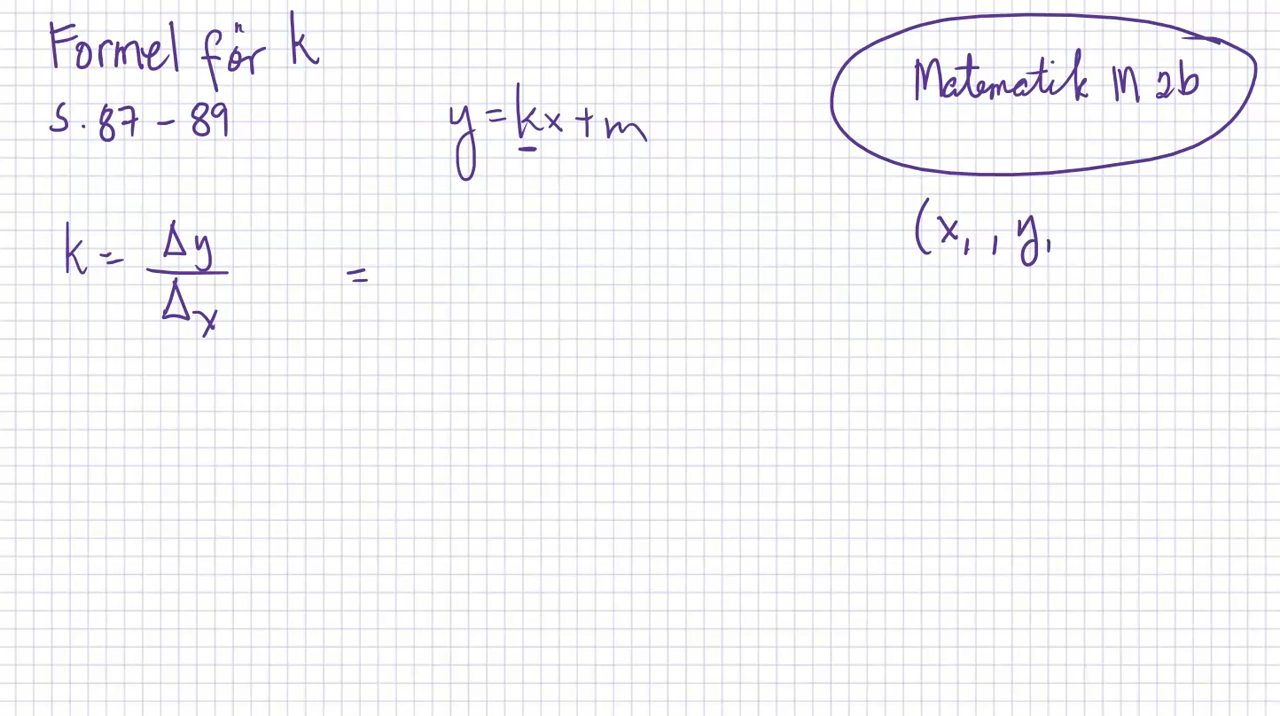 Formel för k
s. 87 - 89
y = kx + m
Matematik M 2b
k = Δy / Δx =
(x₁, y₁